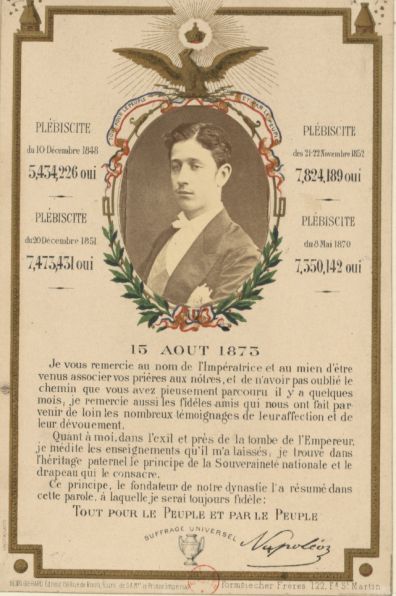 TOUT POUR LE PEUPLE ET PAR LE PEUPLE
PLÉBISCITE
du 10 Décembre 1848
5,434,226 oui
PLÉBISCITE
du 20 Décembre 1851
7,473,431 oui
PLÉBISCITE
des 21-22 Novembre 1852
7,824,189 oui
PLÉBISCITE
du 8 Mai 1870
7,350,142 oui
15 AOUT 1873
Je vous remercie au nom de l'Impératrice et au mien d'être
venus associer vos prières aux nôtres, et de n'avoir pas oublié le
chemin que vous avez pieusement parcouru il y a quelques
mois, je remercie aussi les fidèles amis qui nous ont fait par-
venir de loin les nombreux témoignages de leur affection et de
leur dévouement.
Quant à moi, dans l'exil et près de la tombe de l'Empereur,
je médite les enseignements qu'il m'a laissés, je trouve dans
l'héritage paternel le principe de la Souveraineté nationale et le
drapeau qui le consacre.
Ce principe, le fondateur de notre dynastie l'a résumé dans
cette parole, à laquelle je serai toujours fidèle:
TOUT POUR LE PEUPLE ET PAR LE PEUPLE
SUFFRAGE UNIVERSEL
Napoléon
Testu Massin Frères, 122, Fg St Martin